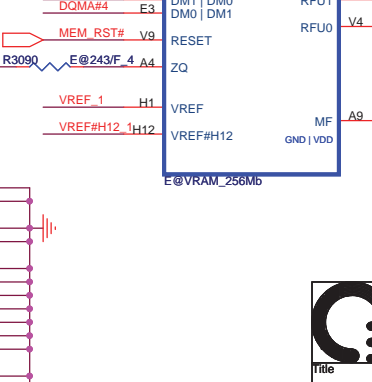 DQMA#4 E3 DM1 | DM0 RFU1
DM0 | DM1
MEM_RST# V9 RESET RFU0 V4
R3090 E@243/F_4 A4 ZQ
VREF_1 H1 VREF
MF A9
VREF#H12_1 H12 VREF#H12
GND | VDD
E@VRAM_256Mb
Title